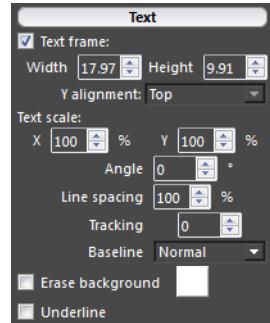 Text
Text frame:
Width 17.97 Height 9.91
Y alignment: Top
Text scale:
X 100 % Y 100 %
Angle 0 °
Line spacing 100 %
Tracking 0
Baseline Normal
Erase background
Underline